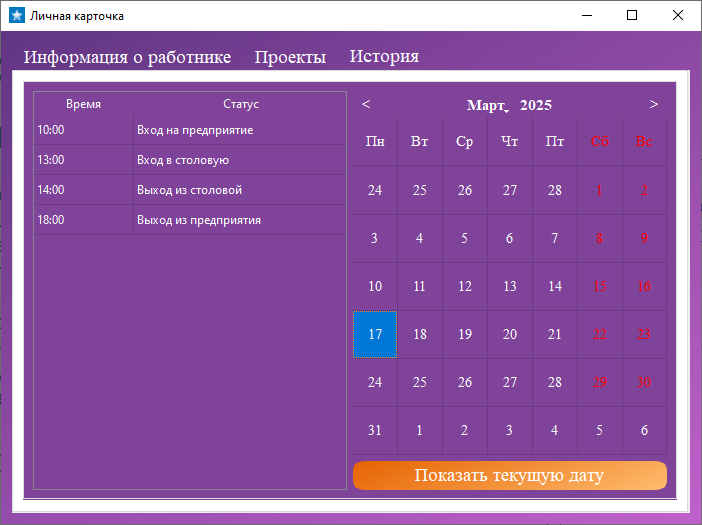 Личная карточка
Информация о работнике Проекты История
Время Статус
10:00 Вход на предприятие
13:00 Вход в столовую
14:00 Выход из столовой
18:00 Выход из предприятия
< Март 2025 >
Пн Вт Ср Чт Пт Сб Вс
24 25 26 27 28 1 2
3 4 5 6 7 8 9
10 11 12 13 14 15 16
17 18 19 20 21 22 23
24 25 26 27 28 29 30
31 1 2 3 4 5 6
Показать текущую дату